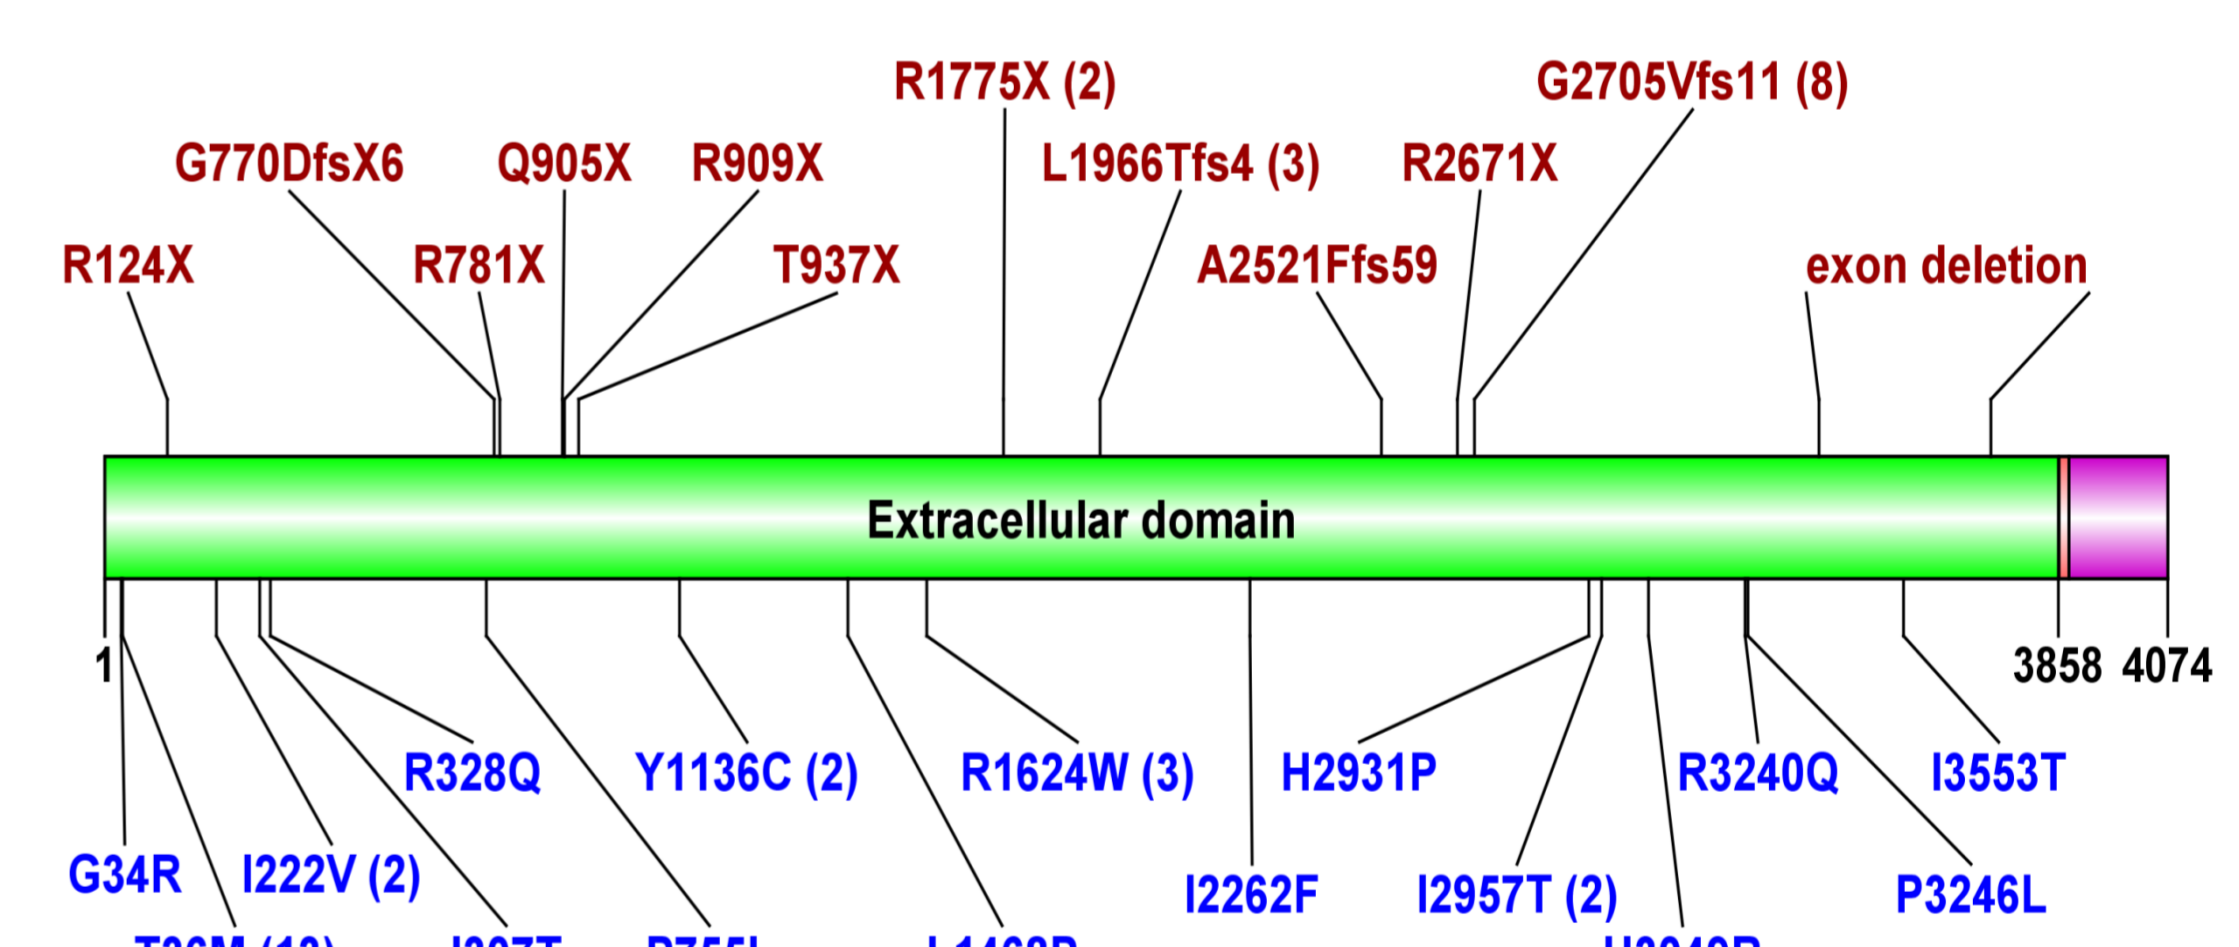 R1775X (2) G2705Vfs11 (8)
G770DfsX6 Q905X R909X L1966Tfs4 (3) R2671X
R124X R781X T937X A2521Ffs59 exon deletion
Extracellular domain
1 3858 4074
R328Q Y1136C (2) R1624W (3) H2931P R3240Q I3553T
G34R I222V (2) I2262F I2957T (2) P3246L